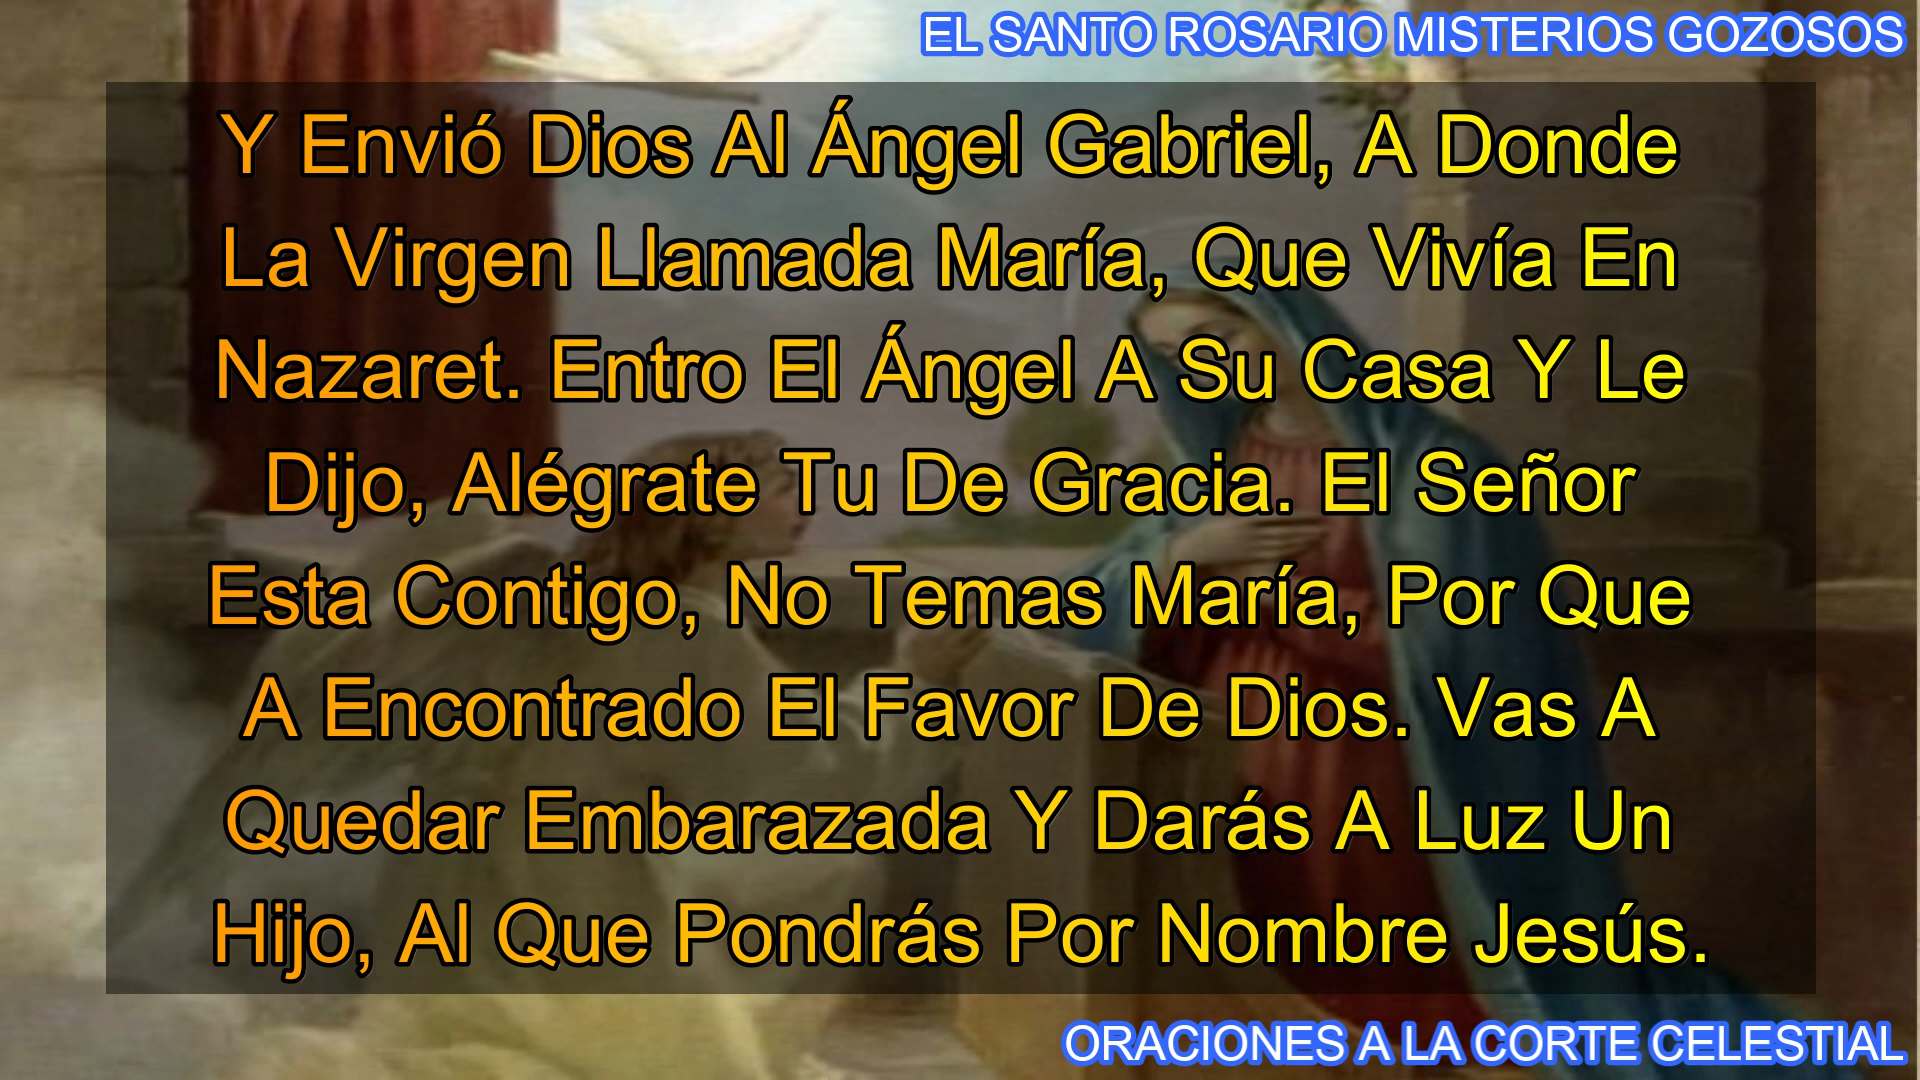 EL SANTO ROSARIO MISTERIOS GOZOSOS
Y Envió Dios Al Ángel Gabriel, A Donde
La Virgen Llamada María, Que Vivía En
Nazaret. Entro El Ángel A Su Casa Y Le
Dijo, Alégrate Tu De Gracia. El Señor
Esta Contigo, No Temas María, Por Que
A Encontrado El Favor De Dios. Vas A
Quedar Embarazada Y Darás A Luz Un
Hijo, Al Que Pondrás Por Nombre Jesús.
ORACIONES A LA CORTE CELESTIAL